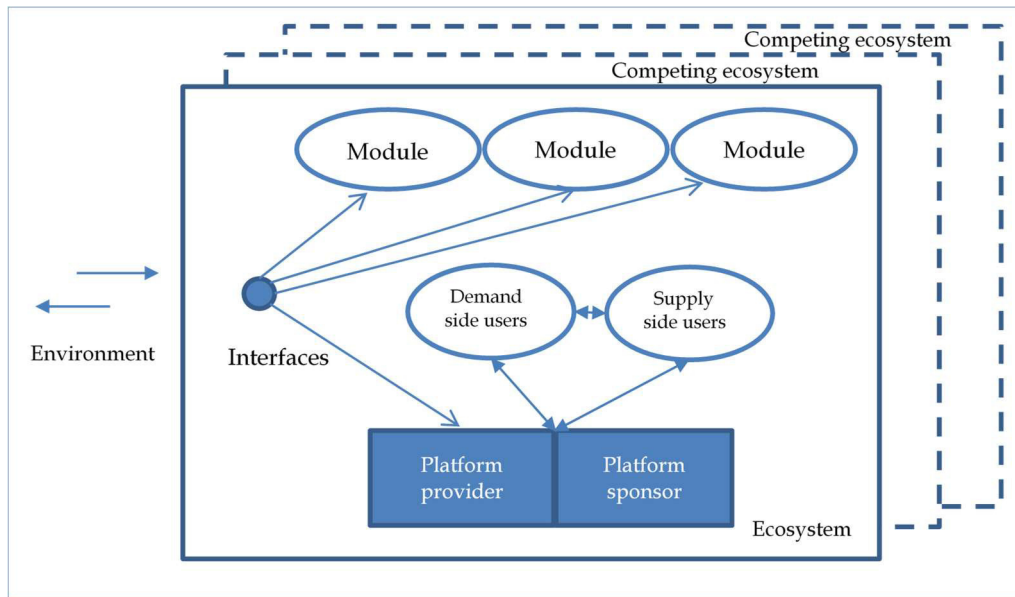 Competing ecosystem
Competing ecosystem
Module
Module
Module
Demand
side users
Supply
side users
Environment
Interfaces
Platform
provider
Platform
sponsor
Ecosystem